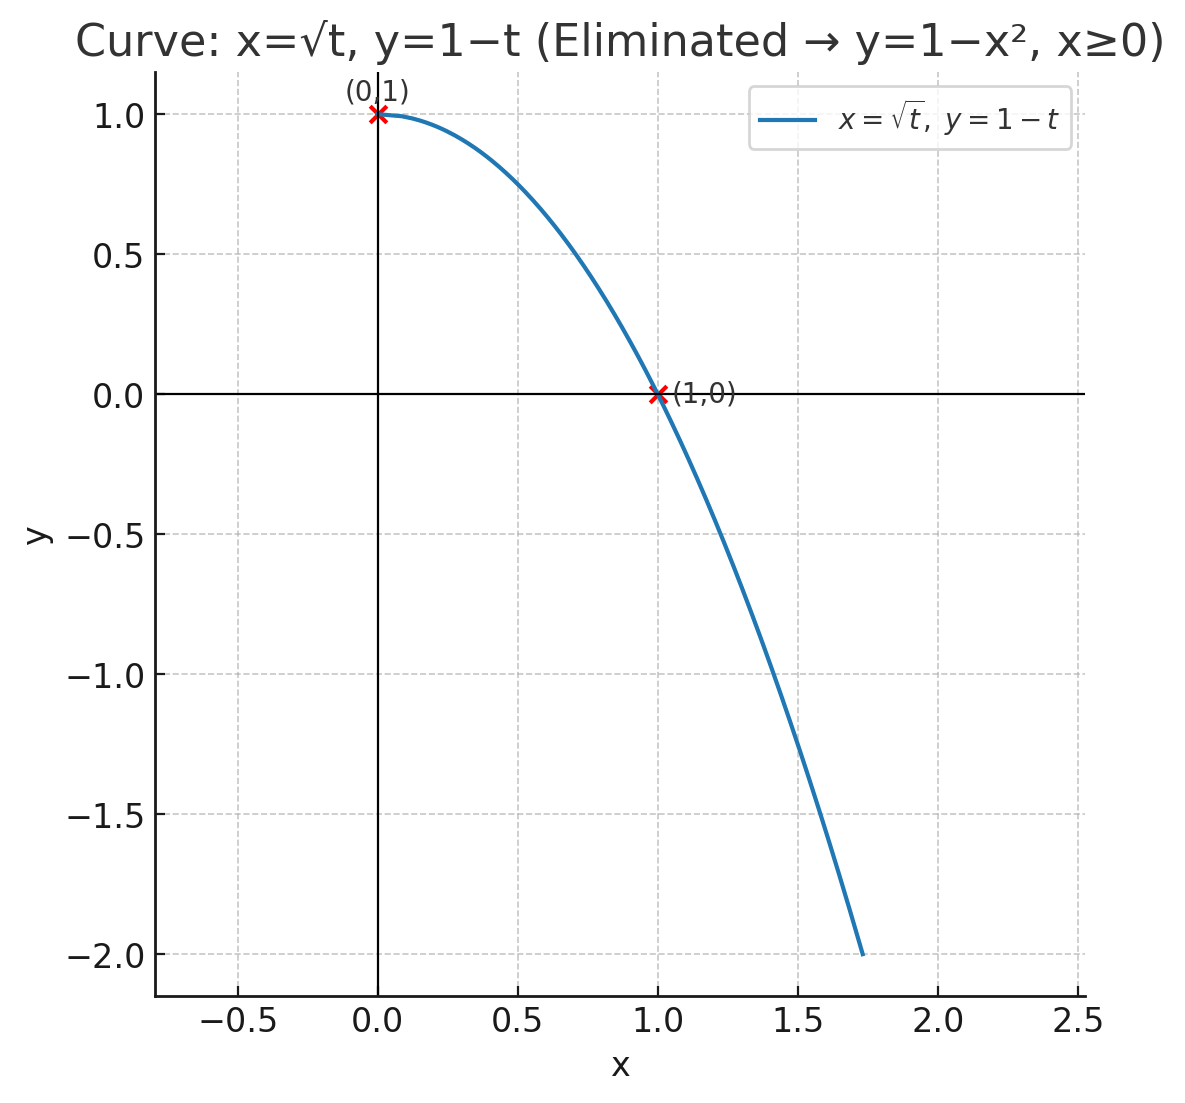 Curve: x=√t, y=1−t (Eliminated → y=1−x², x≥0)
(0,1)
x = √t, y = 1 − t
1.0
0.5
0.0
(1,0)
−0.5
−1.0
−1.5
−2.0
y
−0.5 0.0 0.5 1.0 1.5 2.0 2.5
x